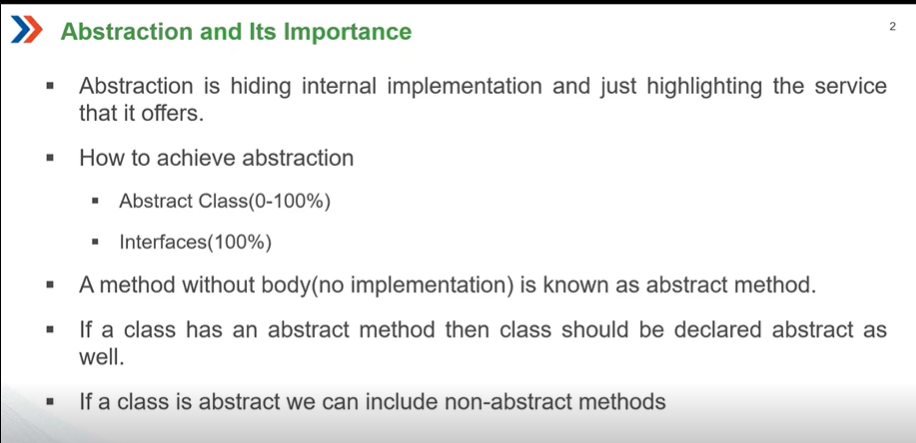 Abstraction and Its Importance
2
▪ Abstraction is hiding internal implementation and just highlighting the service
that it offers.
▪ How to achieve abstraction
▪ Abstract Class(0-100%)
▪ Interfaces(100%)
▪ A method without body(no implementation) is known as abstract method.
▪ If a class has an abstract method then class should be declared abstract as
well.
▪ If a class is abstract we can include non-abstract methods